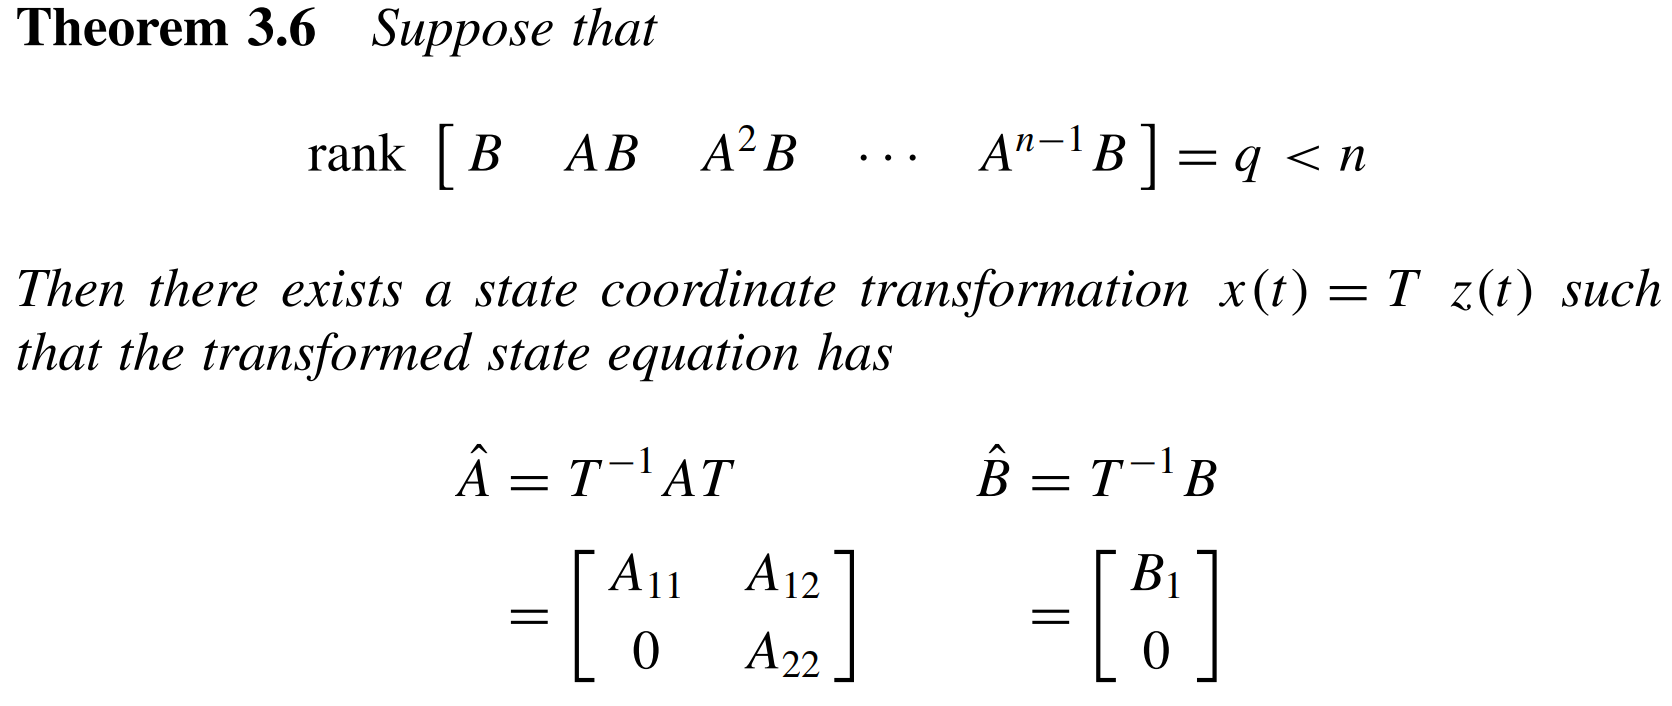 Theorem 3.6 Suppose that
rank [ B AB A²B ⋯ Aⁿ⁻¹B ] = q < n
Then there exists a state coordinate transformation x(t) = T z(t) such
that the transformed state equation has
Â = T⁻¹AT B̂ = T⁻¹B
= [ A₁₁ A₁₂ ; 0 A₂₂ ] = [ B₁ ; 0 ]